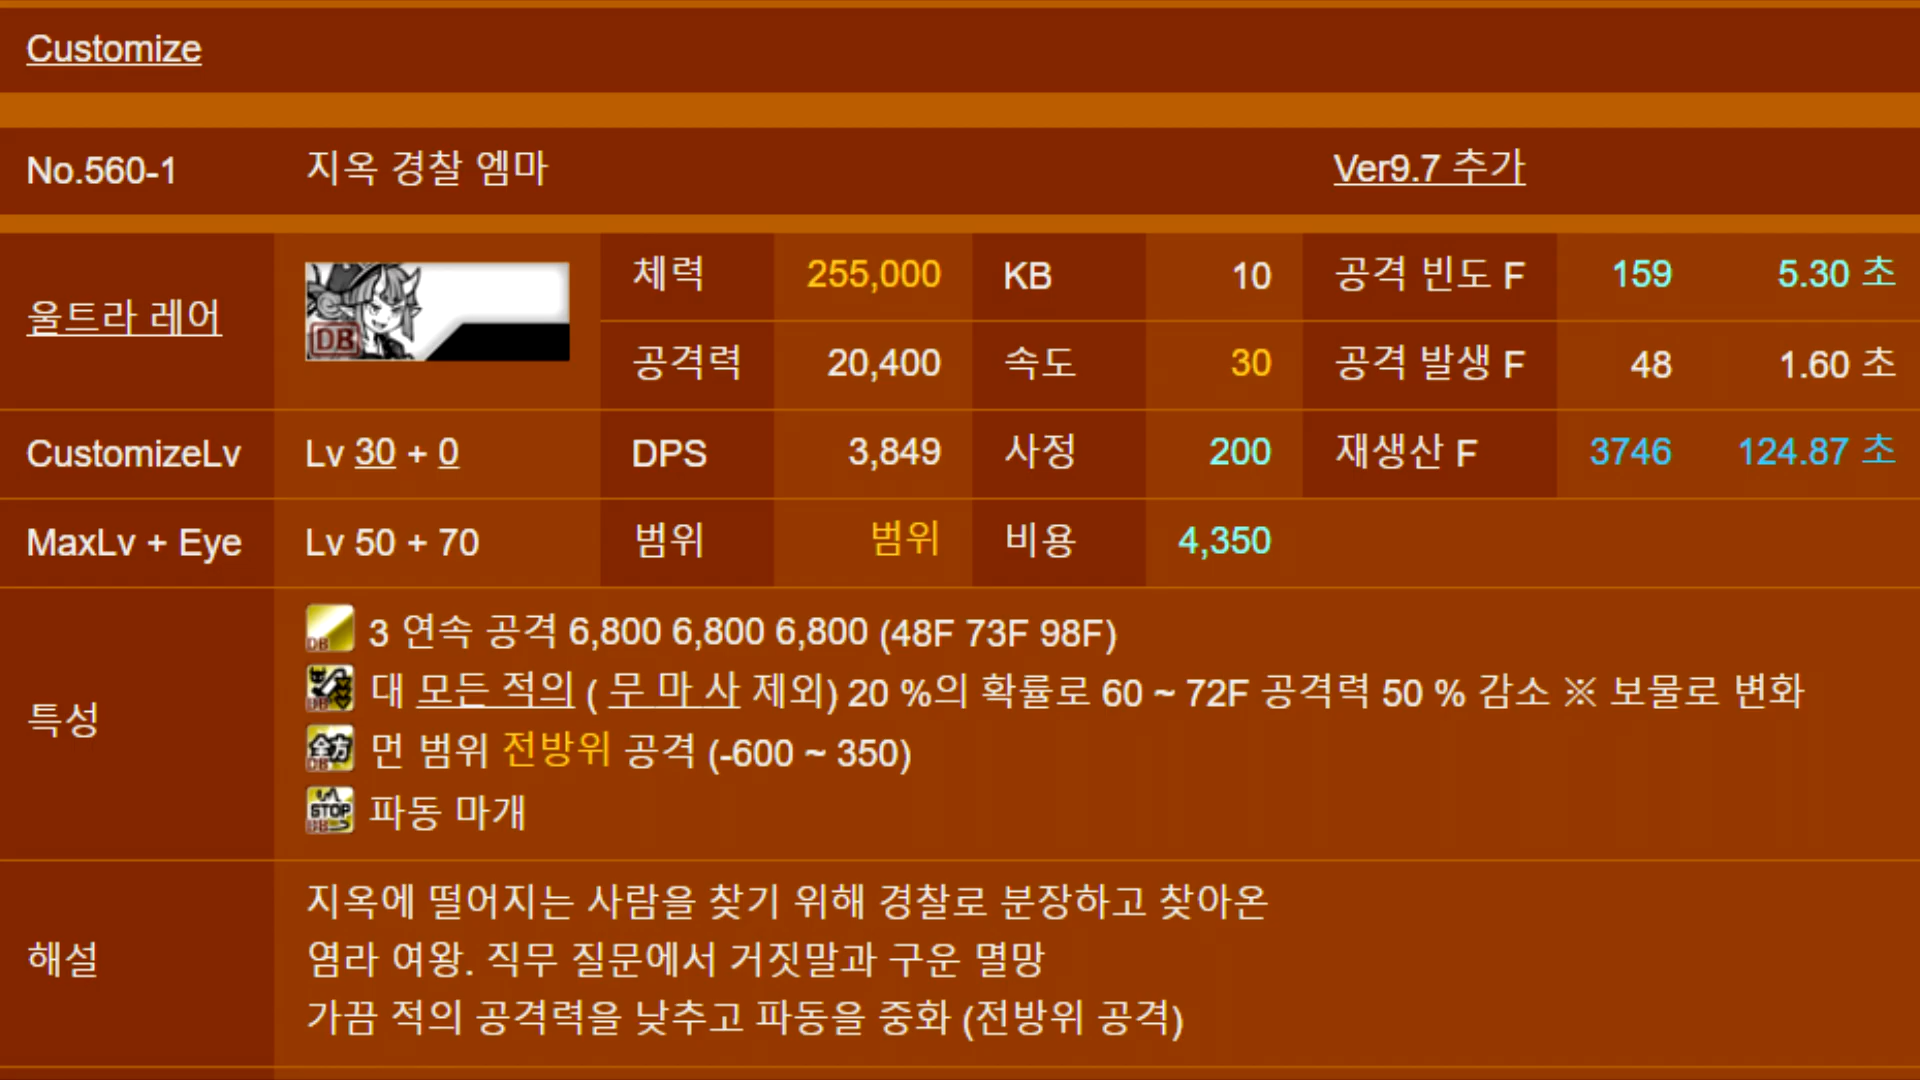 Customize
No.560-1 지옥 경찰 엠마 Ver9.7 추가
울트라 레어 DB 체력 255,000 KB 10 공격 빈도 F 159 5.30 초
공격력 20,400 속도 30 공격 발생 F 48 1.60 초
CustomizeLv Lv 30 + 0 DPS 3,849 사정 200 재생산 F 3746 124.87 초
MaxLv + Eye Lv 50 + 70 범위 범위 비용 4,350
특성
DB 3 연속 공격 6,800 6,800 6,800 (48F 73F 98F)
DB 대 모든 적의 ( 무 마 사 제외) 20 %의 확률로 60 ~ 72F 공격력 50 % 감소 ※ 보물로 변화
全方 DB 먼 범위 전방위 공격 (-600 ~ 350)
STOP DB 파동 마개
해설
지옥에 떨어지는 사람을 찾기 위해 경찰로 분장하고 찾아온
염라 여왕. 직무 질문에서 거짓말과 구운 멸망
가끔 적의 공격력을 낮추고 파동을 중화 (전방위 공격)